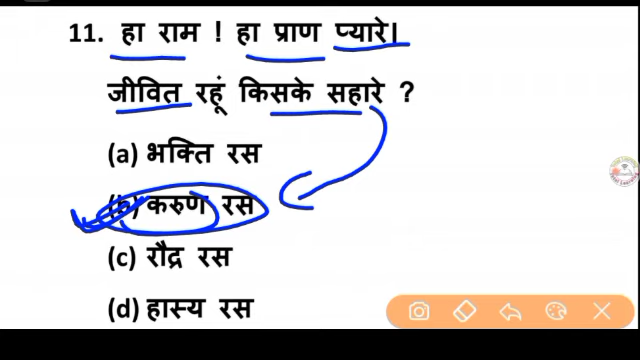 11. हा राम ! हा प्राण प्यारे।
जीवित रहूं किसके सहारे ?
(a) भक्ति रस
(b) करुण रस
(c) रौद्र रस
(d) हास्य रस